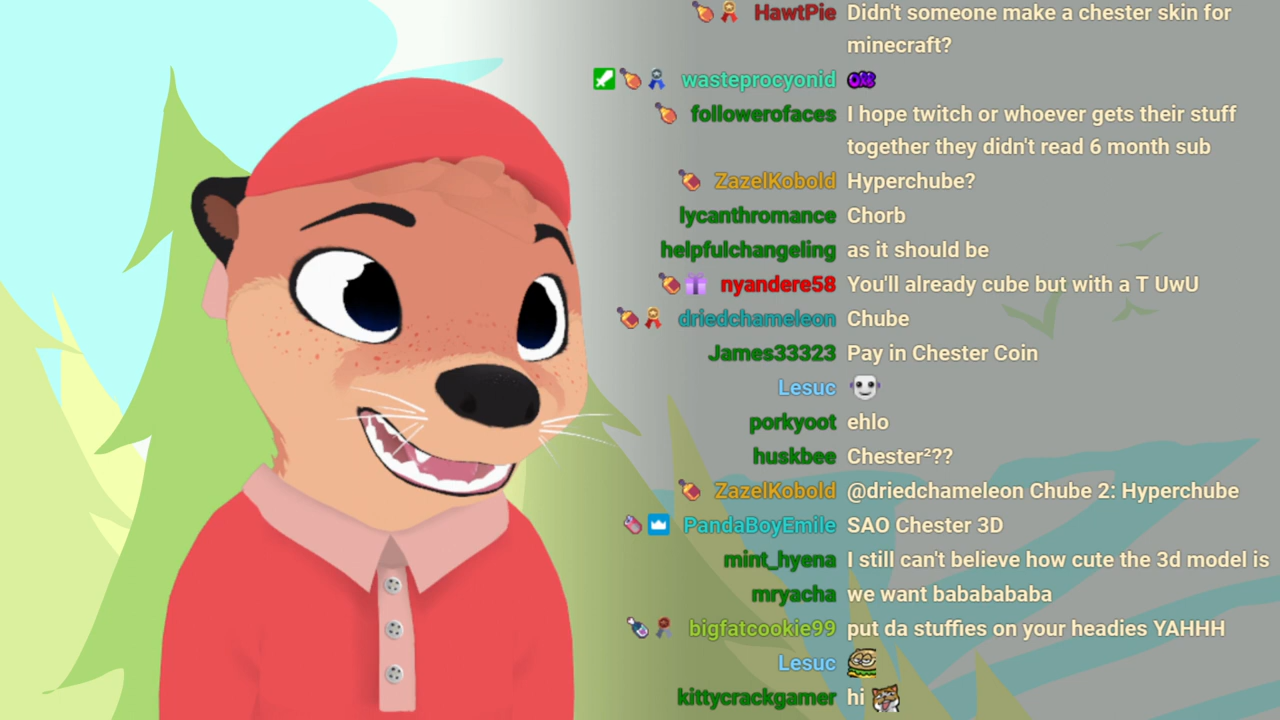 HawtPie Didn't someone make a chester skin for
minecraft?
wasteprocyonid
followerofaces I hope twitch or whoever gets their stuff
together they didn't read 6 month sub
ZazelKobold Hyperchube?
lycanthromance Chorb
helpfulchangeling as it should be
nyandere58 You'll already cube but with a T UwU
driedchameleon Chube
James33323 Pay in Chester Coin
Lesuc
porkyoot ehlo
huskbee Chester²??
ZazelKobold @driedchameleon Chube 2: Hyperchube
PandaBoyEmile SAO Chester 3D
mint_hyena I still can't believe how cute the 3d model is
mryacha we want babababababa
bigfatcookie99 put da stuffies on your headies YAHHH
Lesuc
kittycrackgamer hi